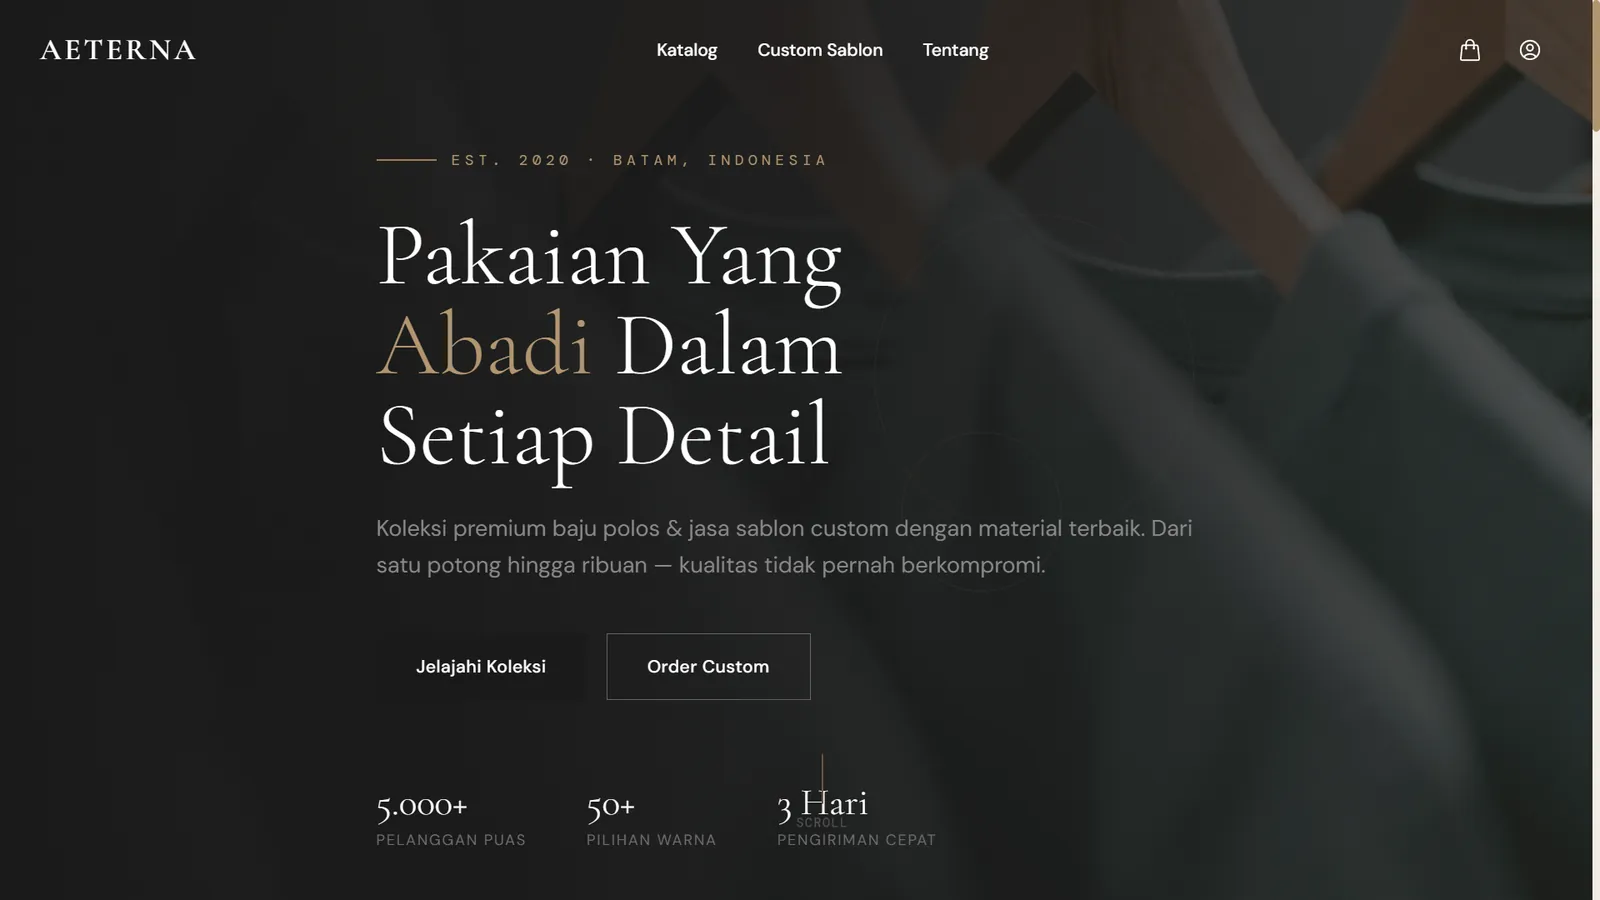 AETERNA
Katalog
Custom Sablon
Tentang
EST. 2020 · BATAM, INDONESIA
Pakaian Yang
Abadi Dalam
Setiap Detail
Koleksi premium baju polos & jasa sablon custom dengan material terbaik. Dari
satu potong hingga ribuan — kualitas tidak pernah berkompromi.
Jelajahi Koleksi
Order Custom
5.000+
PELANGGAN PUAS
50+
PILIHAN WARNA
3 Hari
SCROLL
PENGIRIMAN CEPAT